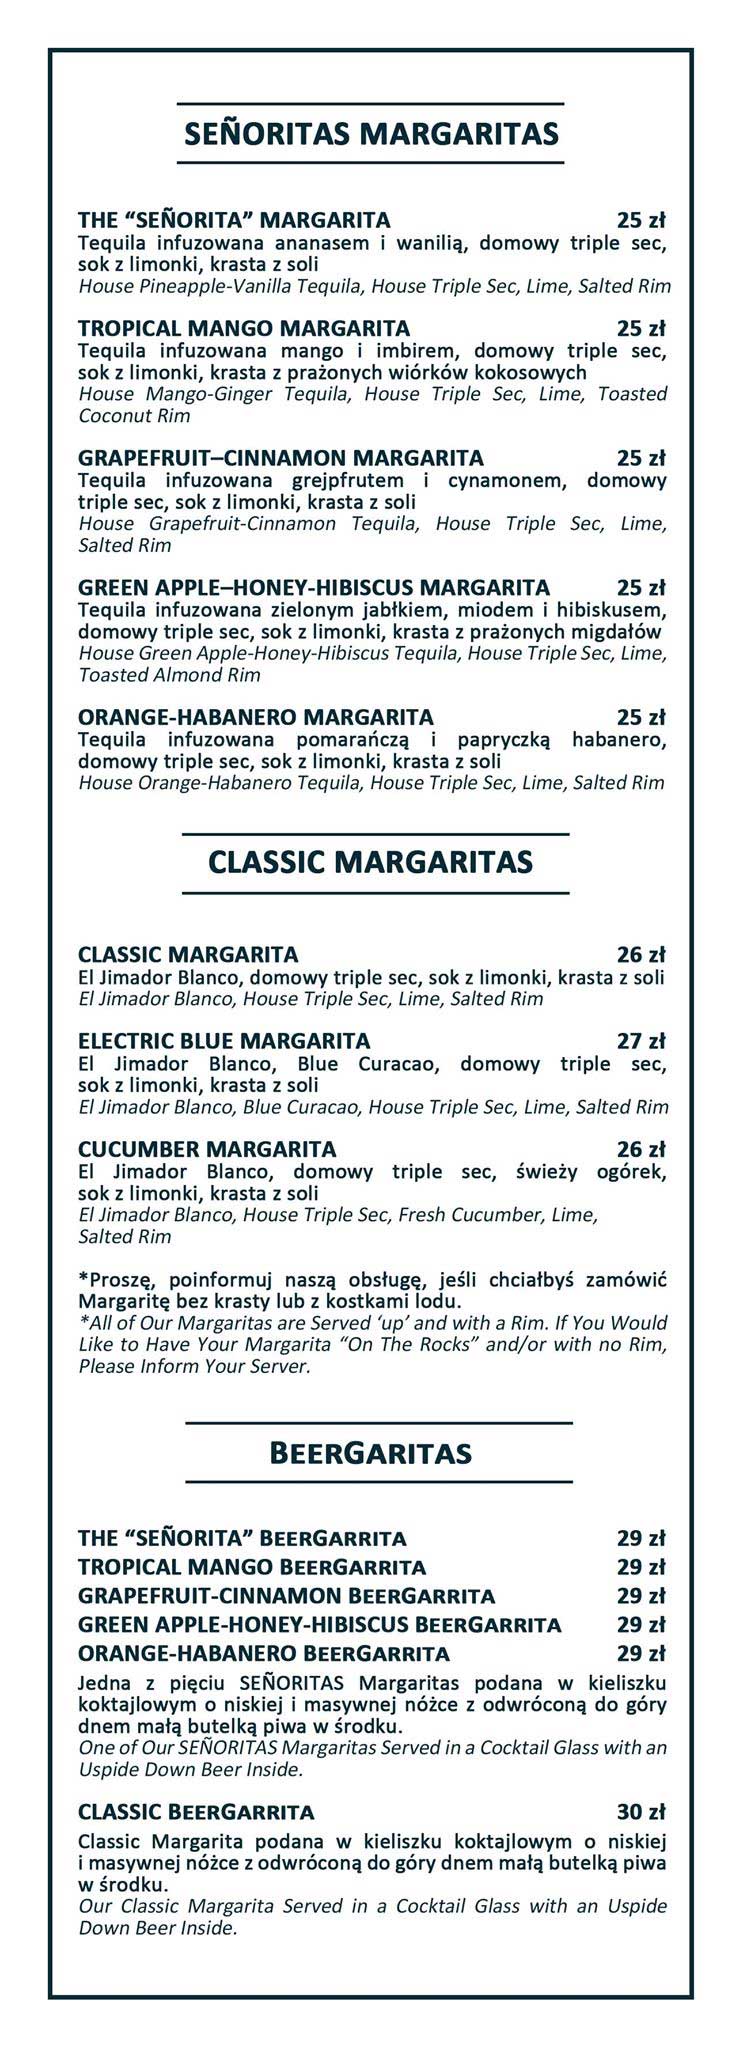 SEÑORITAS MARGARITAS
THE “SEÑORITA” MARGARITA 25 zł
Tequila infuzowana ananasem i wanilią, domowy triple sec,
sok z limonki, krasta z soli
House Pineapple-Vanilla Tequila, House Triple Sec, Lime, Salted Rim
TROPICAL MANGO MARGARITA 25 zł
Tequila infuzowana mango i imbirem, domowy triple sec,
sok z limonki, krasta z prażonych wiórków kokosowych
House Mango-Ginger Tequila, House Triple Sec, Lime, Toasted
Coconut Rim
GRAPEFRUIT–CINNAMON MARGARITA 25 zł
Tequila infuzowana grejpfrutem i cynamonem, domowy
triple sec, sok z limonki, krasta z soli
House Grapefruit-Cinnamon Tequila, House Triple Sec, Lime,
Salted Rim
GREEN APPLE–HONEY-HIBISCUS MARGARITA 25 zł
Tequila infuzowana zielonym jabłkiem, miodem i hibiskusem,
domowy triple sec, sok z limonki, krasta z prażonych migdałów
House Green Apple-Honey-Hibiscus Tequila, House Triple Sec, Lime,
Toasted Almond Rim
ORANGE-HABANERO MARGARITA 25 zł
Tequila infuzowana pomarańczą i papryczką habanero,
domowy triple sec, sok z limonki, krasta z soli
House Orange-Habanero Tequila, House Triple Sec, Lime, Salted Rim
CLASSIC MARGARITAS
CLASSIC MARGARITA 26 zł
El Jimador Blanco, domowy triple sec, sok z limonki, krasta z soli
El Jimador Blanco, House Triple Sec, Lime, Salted Rim
ELECTRIC BLUE MARGARITA 27 zł
El Jimador Blanco, Blue Curacao, domowy triple sec,
sok z limonki, krasta z soli
El Jimador Blanco, Blue Curacao, House Triple Sec, Lime, Salted Rim
CUCUMBER MARGARITA 26 zł
El Jimador Blanco, domowy triple sec, świeży ogórek,
sok z limonki, krasta z soli
El Jimador Blanco, House Triple Sec, Fresh Cucumber, Lime,
Salted Rim
*Proszę, poinformuj naszą obsługę, jeśli chciałbyś zamówić
Margaritę bez krasty lub z kostkami lodu.
*All of Our Margaritas are Served ‘up’ and with a Rim. If You Would
Like to Have Your Margarita “On The Rocks” and/or with no Rim,
Please Inform Your Server.
BEERGARITAS
THE “SEÑORITA” BEERGARRITA 29 zł
TROPICAL MANGO BEERGARRITA 29 zł
GRAPEFRUIT-CINNAMON BEERGARRITA 29 zł
GREEN APPLE-HONEY-HIBISCUS BEERGARRITA 29 zł
ORANGE-HABANERO BEERGARRITA 29 zł
Jedna z pięciu SEÑORITAS Margaritas podana w kieliszku
koktajlowym o niskiej i masywnej nóżce z odwróconą do góry
dnem małą butelką piwa w środku.
One of Our SEÑORITAS Margaritas Served in a Cocktail Glass with an
Uspide Down Beer Inside.
CLASSIC BEERGARRITA 30 zł
Classic Margarita podana w kieliszku koktajlowym o niskiej
i masywnej nóżce z odwróconą do góry dnem małą butelką piwa
w środku.
Our Classic Margarita Served in a Cocktail Glass with an Uspide
Down Beer Inside.